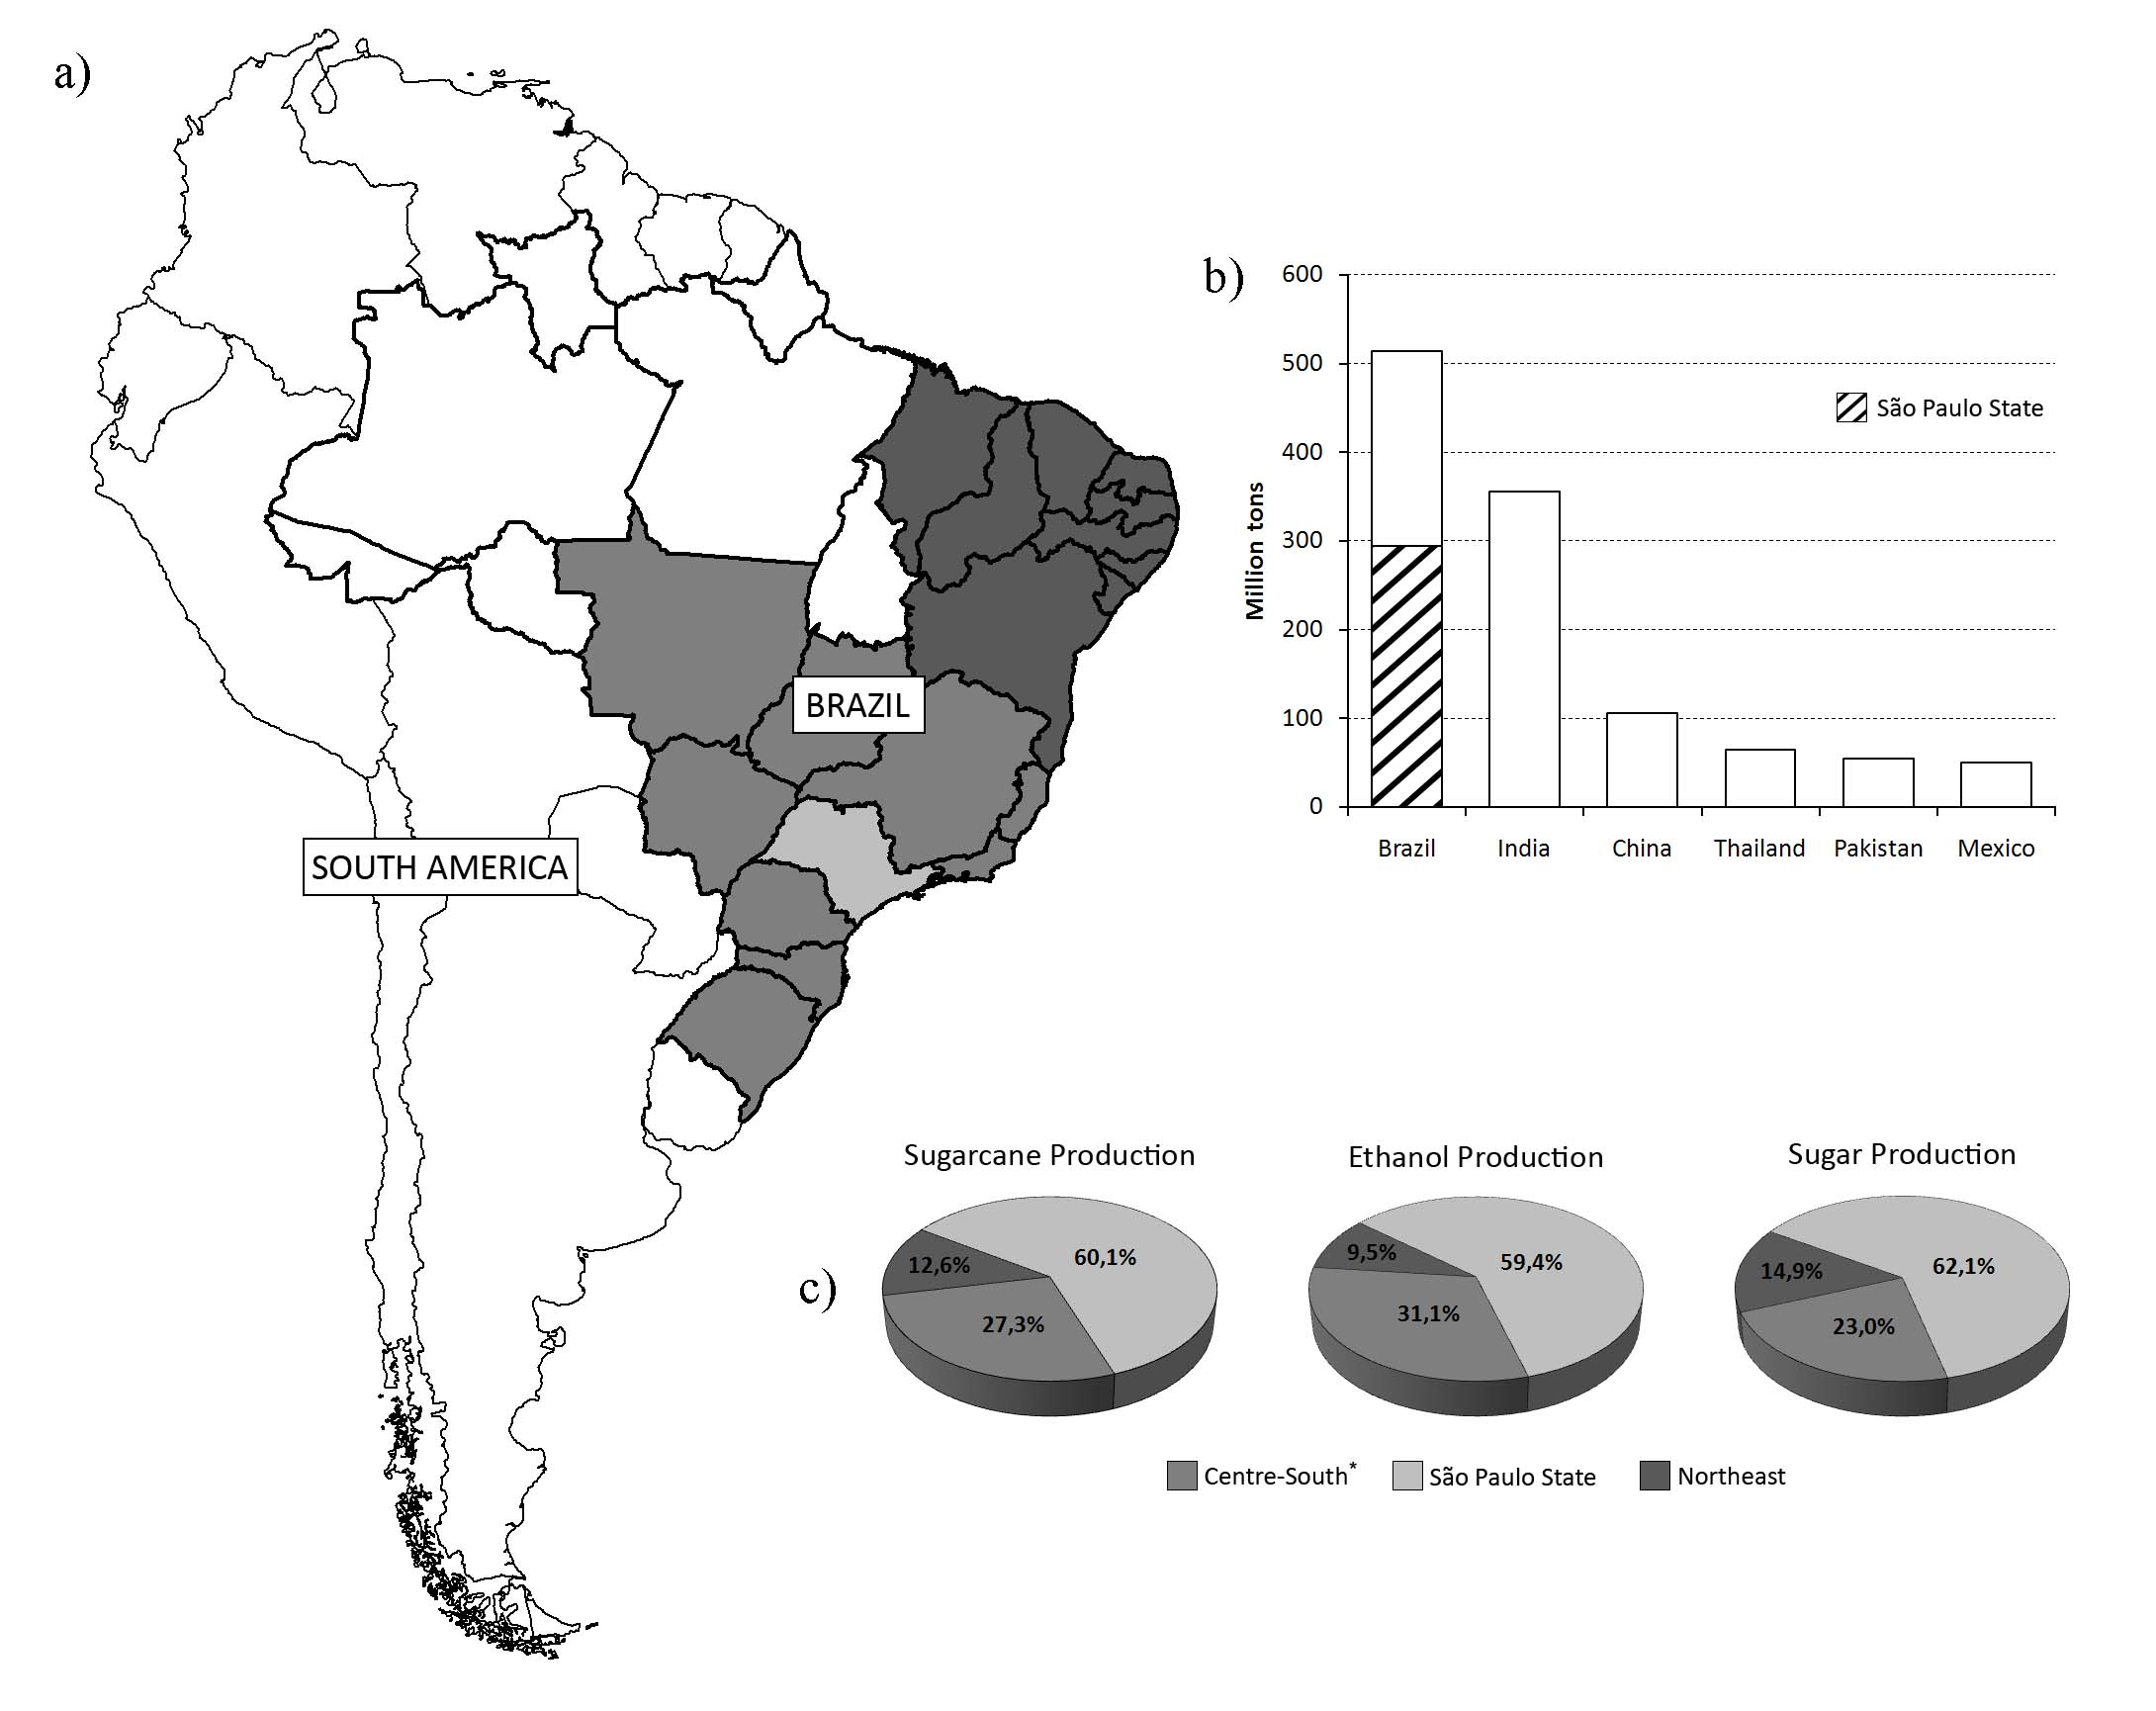 a)
BRAZIL
SOUTH AMERICA
b)
600
500
400
300
200
100
0
Million tons
São Paulo State
Brazil India China Thailand Pakistan Mexico
c)
Sugarcane Production
12,6%
60,1%
27,3%
Ethanol Production
9,5%
59,4%
31,1%
Sugar Production
14,9%
62,1%
23,0%
Centre-South* São Paulo State Northeast